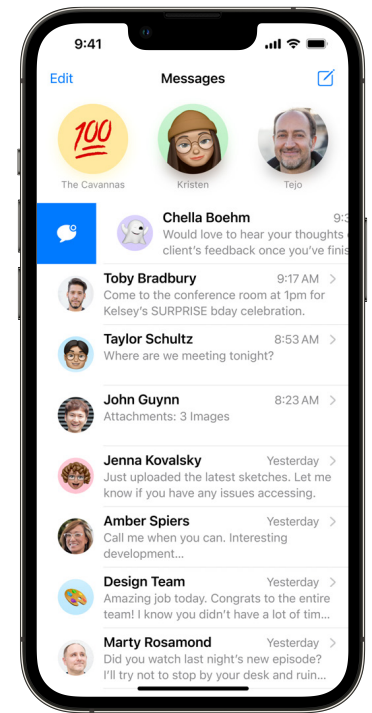 9:41
Edit
Messages
100
The Cavannas
Kristen
Tejo
Chella Boehm
Would love to hear your thoughts
client's feedback once you've finis
Toby Bradbury 9:17 AM
Come to the conference room at 1pm for
Kelsey's SURPRISE bday celebration.
Taylor Schultz 8:53 AM
Where are we meeting tonight?
John Guynn 8:23 AM
Attachments: 3 Images
Jenna Kovalsky Yesterday
Just uploaded the latest sketches. Let me
know if you have any issues accessing.
Amber Spiers Yesterday
Call me when you can. Interesting
development...
Design Team Yesterday
Amazing job today. Congrats to the entire
team! I know you didn't have a lot of tim...
Marty Rosamond Yesterday
Did you watch last night's new episode?
I'll try not to stop by your desk and ruin...